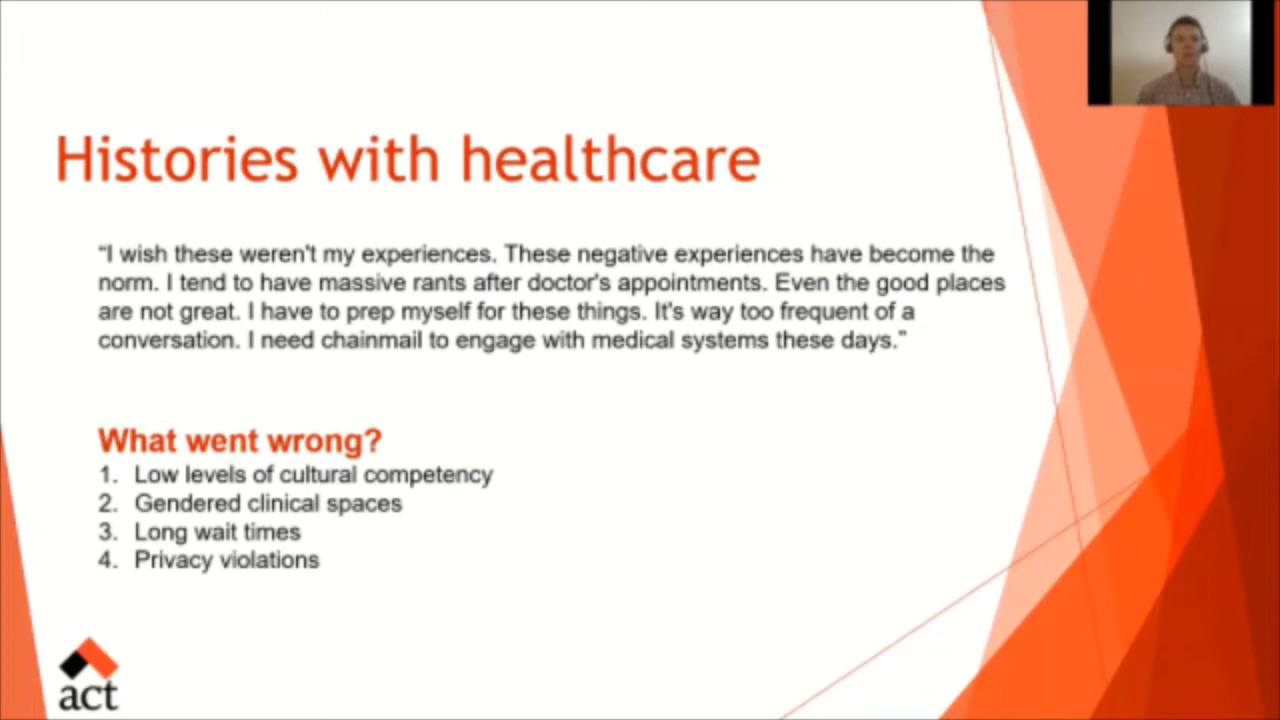 Histories with healthcare
“I wish these weren't my experiences. These negative experiences have become the
norm. I tend to have massive rants after doctor's appointments. Even the good places
are not great. I have to prep myself for these things. It's way too frequent of a
conversation. I need chainmail to engage with medical systems these days.”
What went wrong?
1. Low levels of cultural competency
2. Gendered clinical spaces
3. Long wait times
4. Privacy violations
act